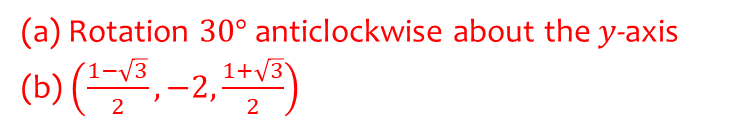 (a) Rotation 30° anticlockwise about the y-axis
(b) ((1−√3)/2, −2, (1+√3)/2)